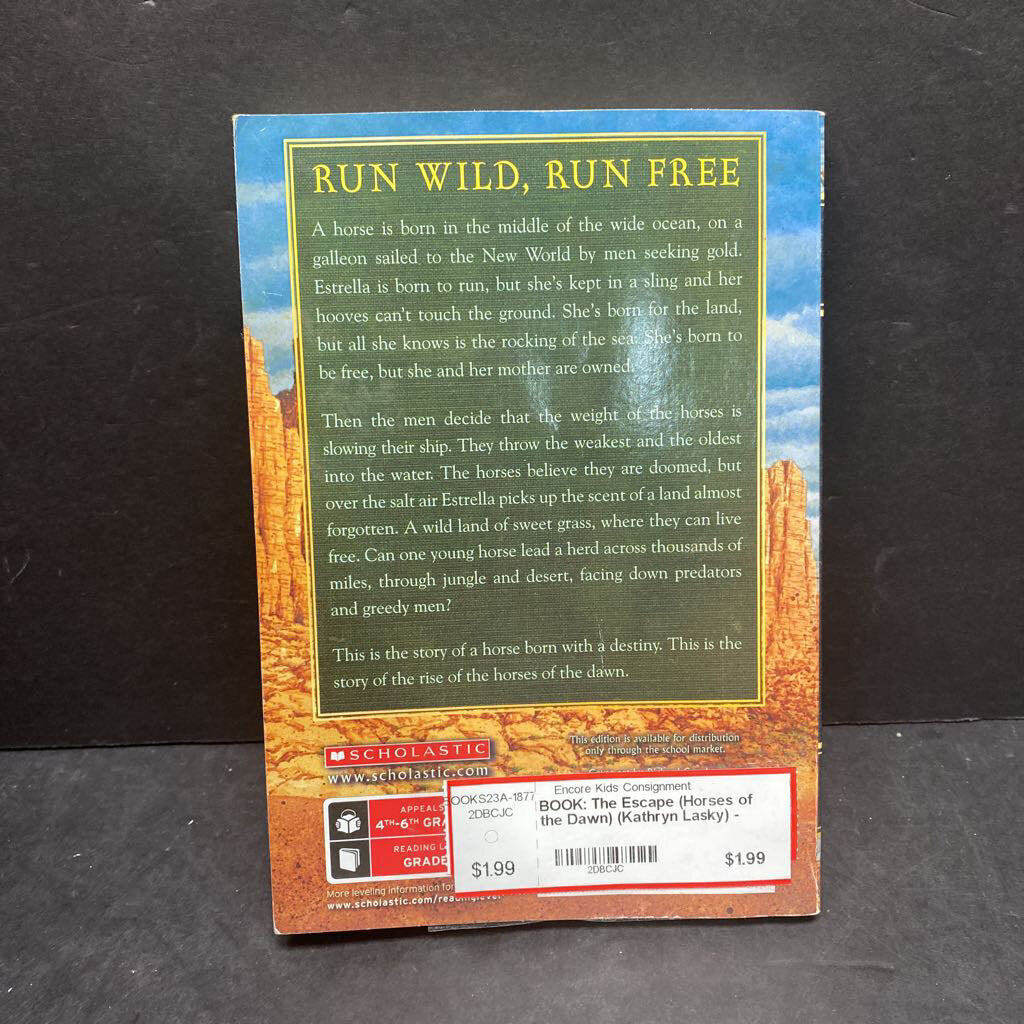 RUN WILD, RUN FREE
A horse is born in the middle of the wide ocean, on a
galleon sailed to the New World by men seeking gold.
Estrella is born to run, but she's kept in a sling and her
hooves can't touch the ground. She's born for the land,
but all she knows is the rocking of the sea. She's born to
be free, but she and her mother are owned.
Then the men decide that the weight of the horses is
slowing their ship. They throw the weakest and the oldest
into the water. The horses believe they are doomed, but
over the salt air Estrella picks up the scent of a land almost
forgotten. A wild land of sweet grass, where they can live
free. Can one young horse lead a herd across thousands of
miles, through jungle and desert, facing down predators
and greedy men?
This is the story of a horse born with a destiny. This is the
story of the rise of the horses of the dawn.
SCHOLASTIC
www.scholastic.com
This edition is available for distribution
only through the school market.
APPEALS
4TH-6TH GRA
READING L
GRADE
More leveling information for
www.scholastic.com/readinglevel
OOKS23A-1877
2DBCJC
$1.99
Encore Kids Consignment
BOOK: The Escape (Horses of
the Dawn) (Kathryn Lasky) -
2DBCJC
$1.99